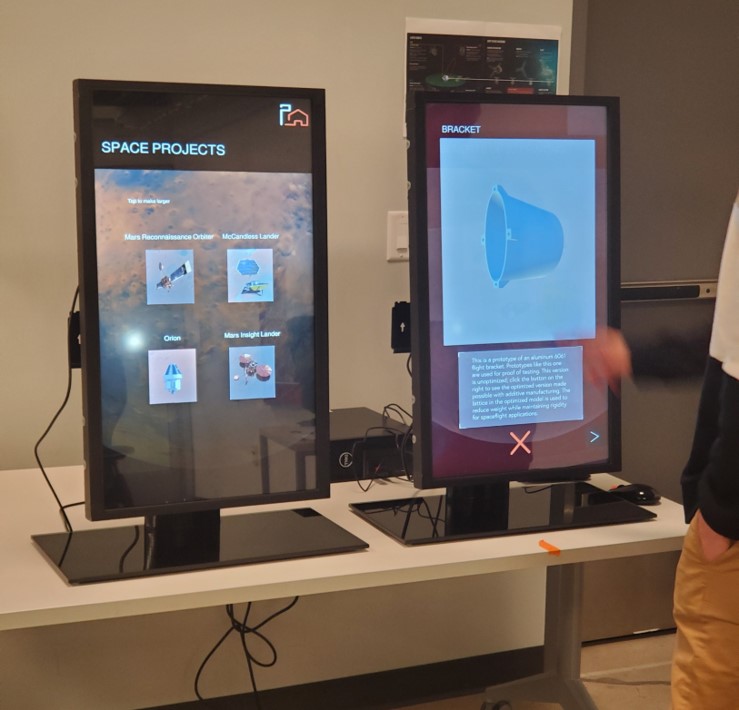 SPACE PROJECTS
Tap to make larger
Mars Reconnaissance Orbiter
McCandless Lander
Orion
Mars Insight Lander
BRACKET
This is a prototype of an aluminum 6061
flight bracket. Prototypes like this one
are used for proof of testing. This version
is unoptimized; click the button on the
right to see the optimized version made
possible with additive manufacturing. The
lattice in the optimized model is used to
reduce weight while maintaining rigidity
for spaceflight applications.
DELL